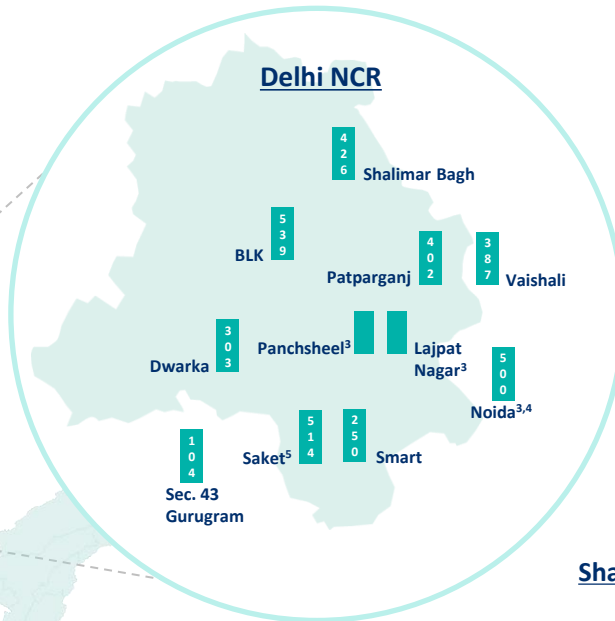 Delhi NCR
426
Shalimar Bagh
539
BLK
402
Patparganj
387
Vaishali
303
Dwarka
Panchsheel³
Lajpat
Nagar³
500
Noida³,⁴
514
Saket⁵
250
Smart
104
Sec. 43
Gurugram
Sha